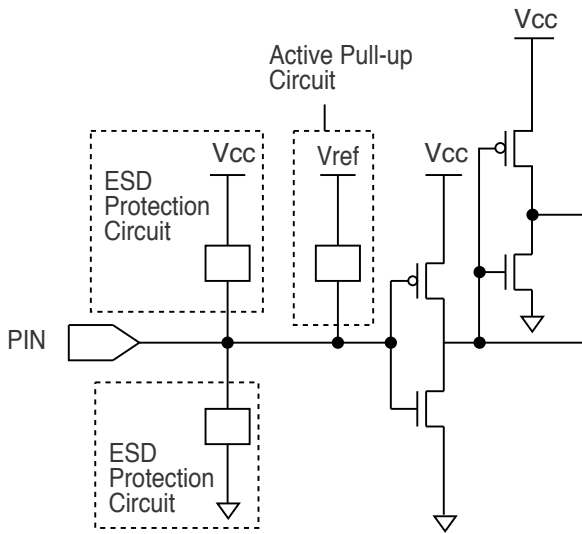 Vcc
Active Pull-up
Circuit
Vcc
Vref
Vcc
ESD
Protection
Circuit
PIN
ESD
Protection
Circuit